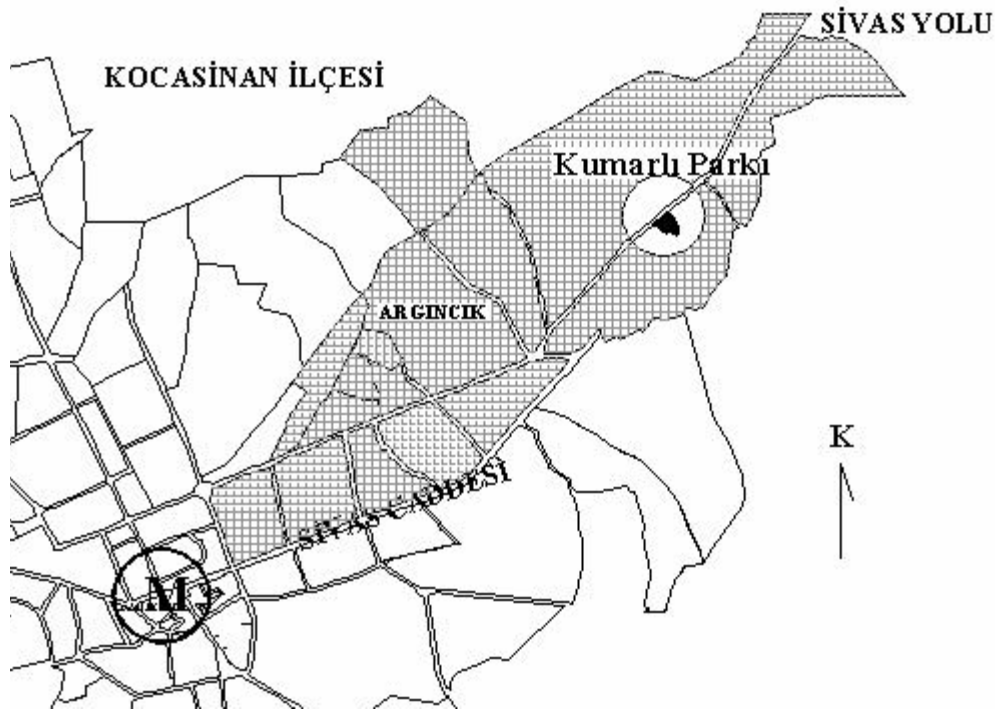 SİVAS YOLU
KOCASİNAN İLÇESİ
Kumarlı Parkı
ARGINCIK
K
SİVAS CADDESİ
M